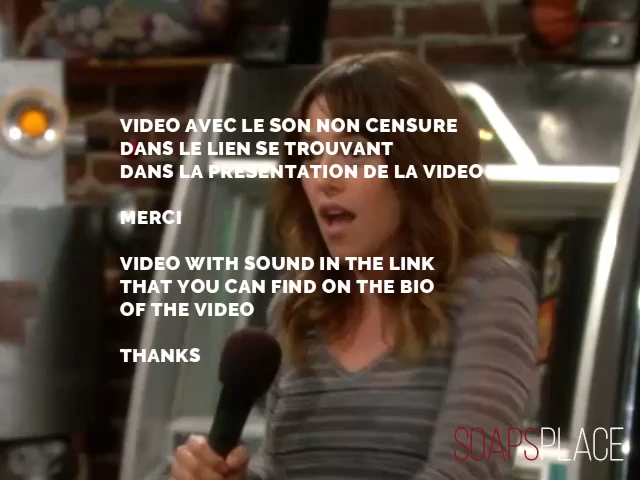 VIDEO AVEC LE SON NON CENSURE
DANS LE LIEN SE TROUVANT
DANS LA PRESENTATION DE LA VIDEO
MERCI
VIDEO WITH SOUND IN THE LINK
THAT YOU CAN FIND ON THE BIO
OF THE VIDEO
THANKS
SOAPSPLACE